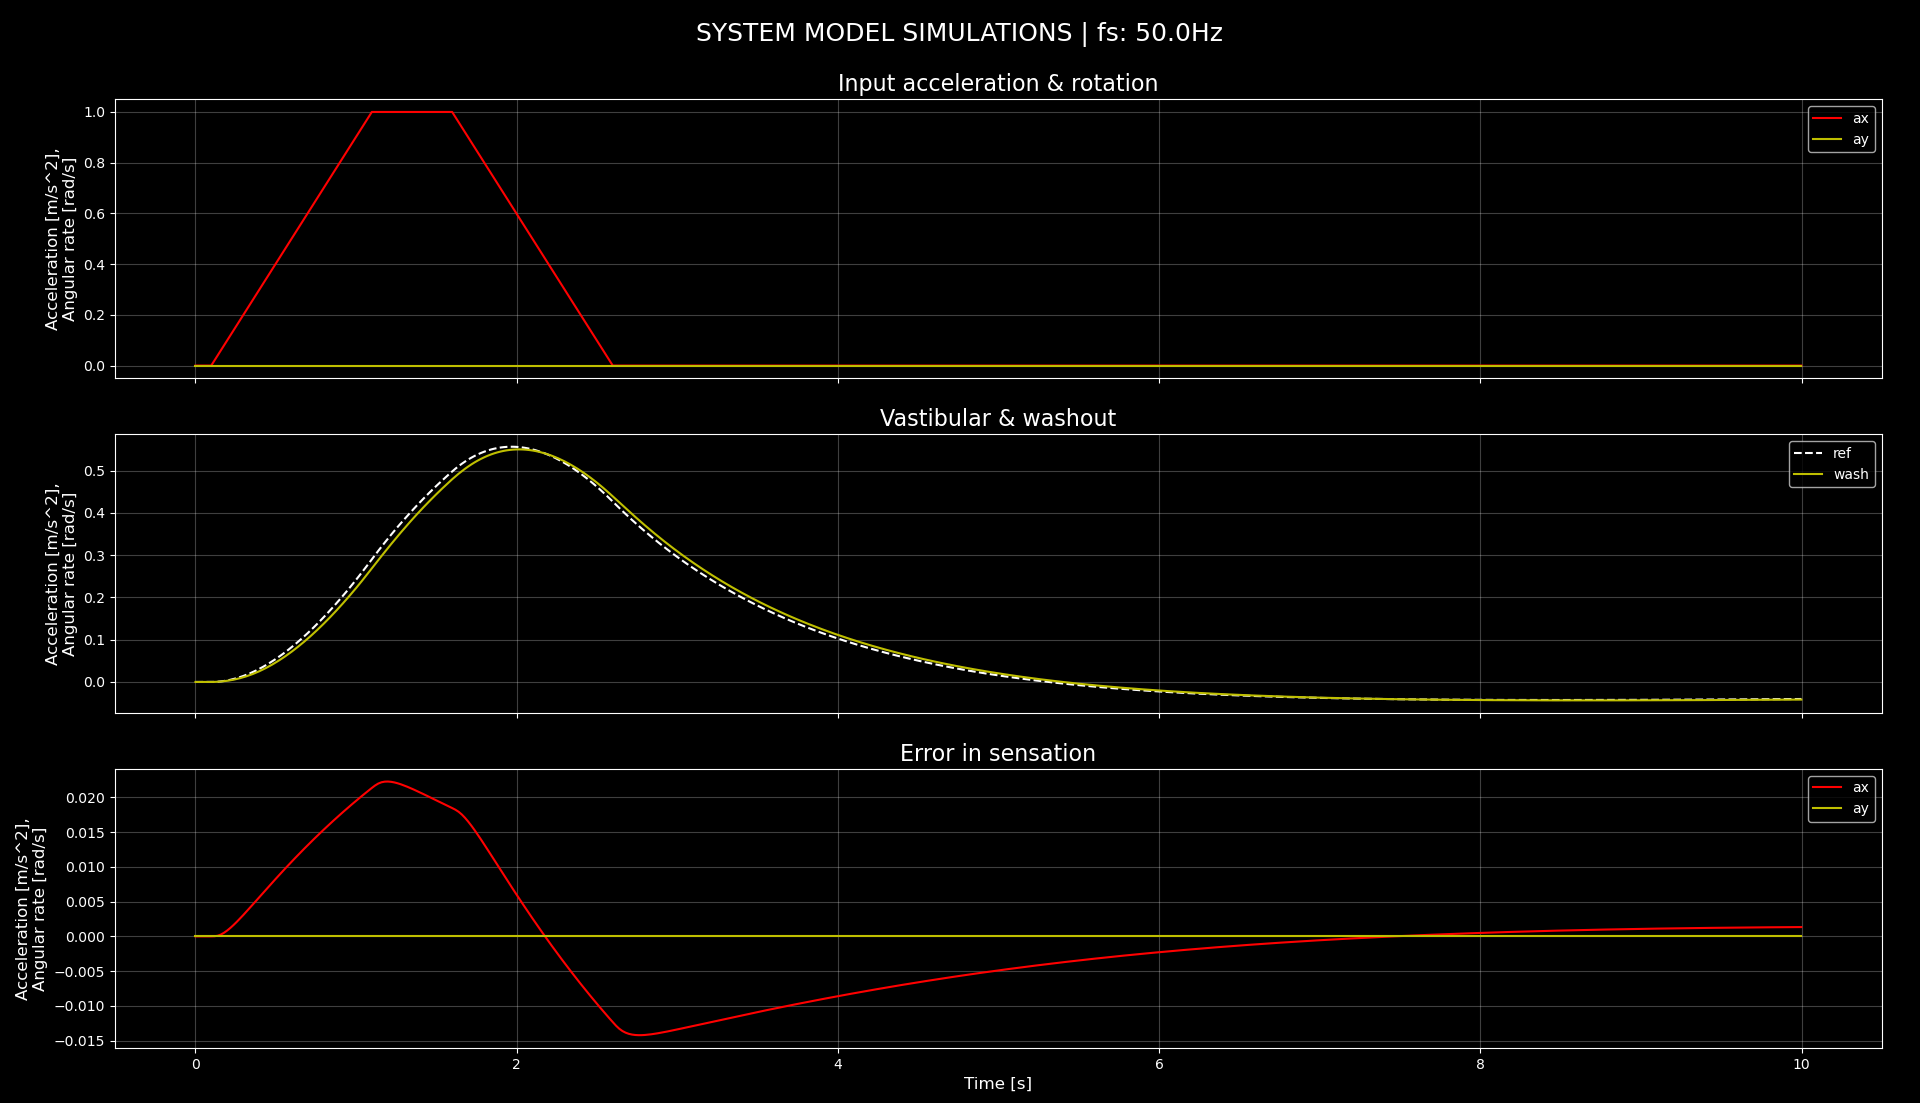 SYSTEM MODEL SIMULATIONS | fs: 50.0Hz
Input acceleration & rotation
Acceleration [m/s^2],
Angular rate [rad/s]
1.0
0.8
0.6
0.4
0.2
0.0
ax
ay
Vastibular & washout
Acceleration [m/s^2],
Angular rate [rad/s]
0.5
0.4
0.3
0.2
0.1
0.0
ref
wash
Error in sensation
Acceleration [m/s^2],
Angular rate [rad/s]
0.020
0.015
0.010
0.005
0.000
−0.005
−0.010
−0.015
ax
ay
0 2 4 6 8 10
Time [s]